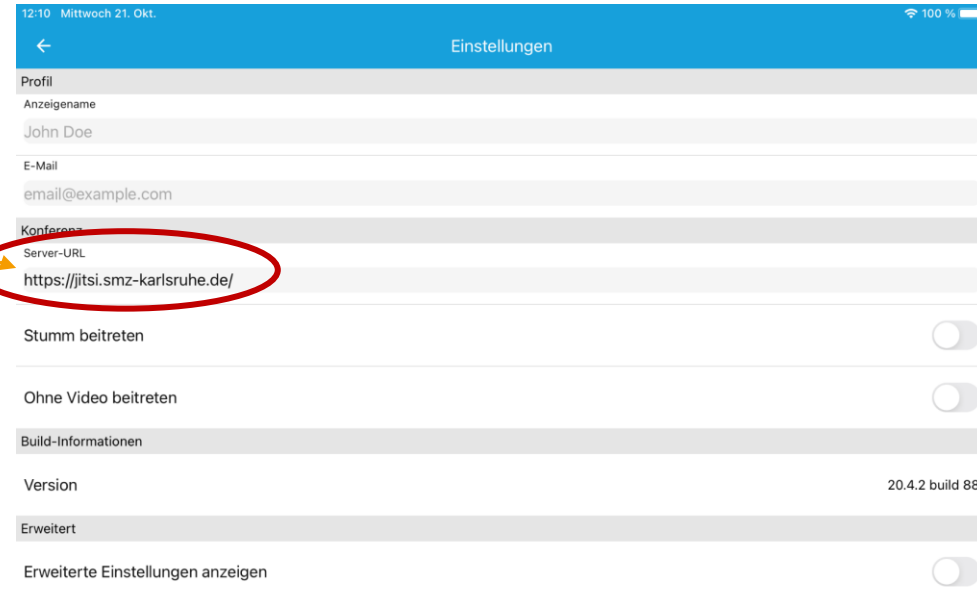 12:10 Mittwoch 21. Okt. 100 %
Einstellungen
Profil
Anzeigename
John Doe
E-Mail
email@example.com
Konferenz
Server-URL
https://jitsi.smz-karlsruhe.de/
Stumm beitreten
Ohne Video beitreten
Build-Informationen
Version 20.4.2 build 88
Erweitert
Erweiterte Einstellungen anzeigen